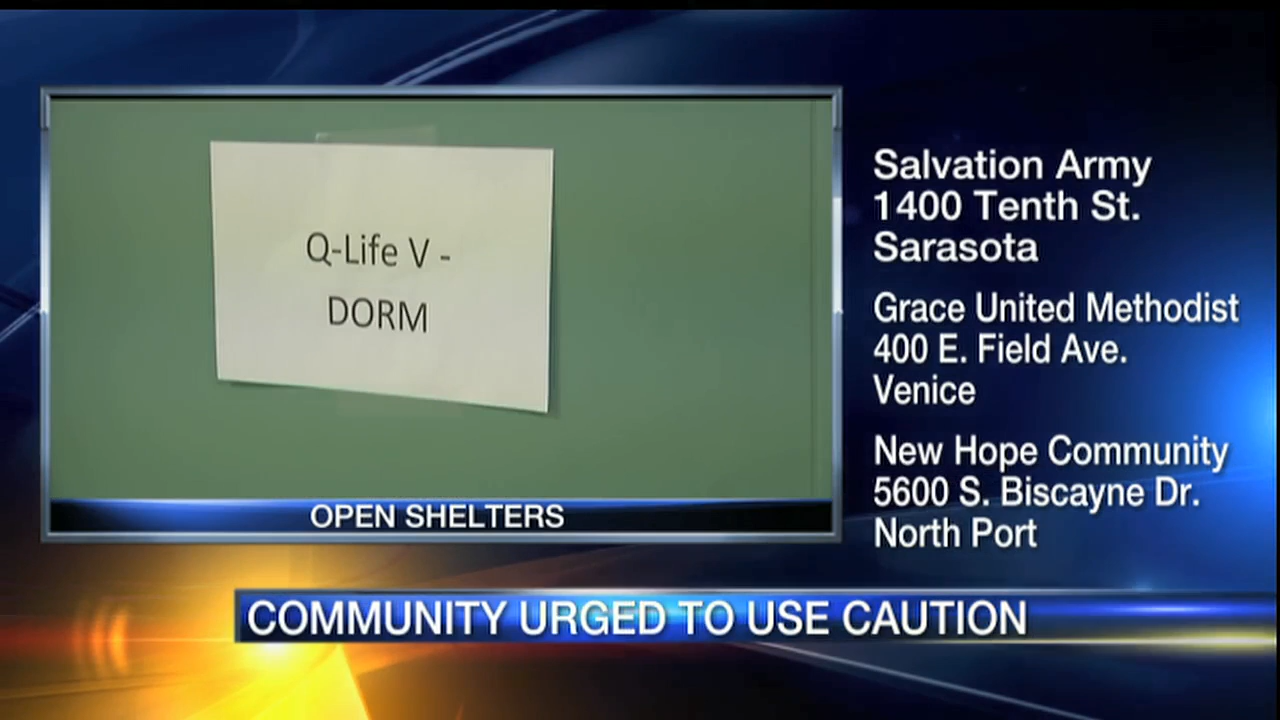 Q-Life V -
DORM
OPEN SHELTERS
Salvation Army
1400 Tenth St.
Sarasota
Grace United Methodist
400 E. Field Ave.
Venice
New Hope Community
5600 S. Biscayne Dr.
North Port
COMMUNITY URGED TO USE CAUTION